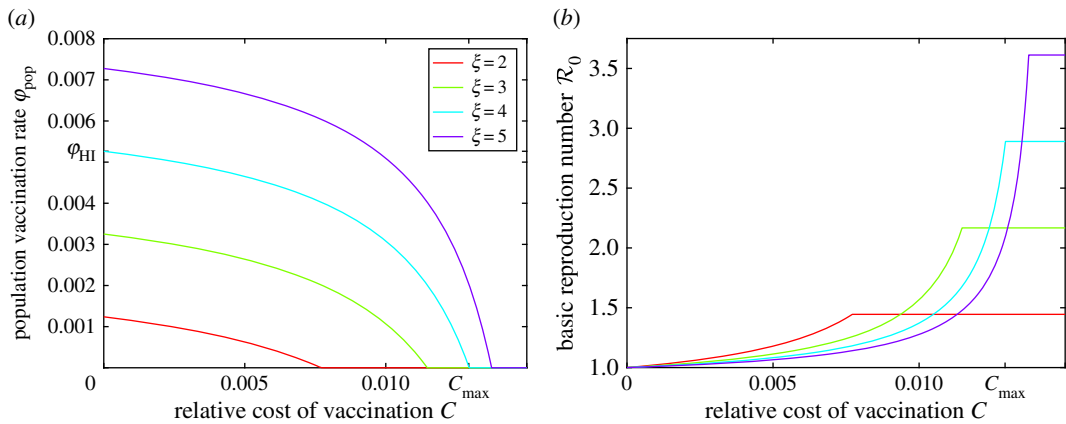 (a)
0.008
0.007
0.006
φHI
0.004
0.003
0.002
0.001
population vaccination rate φpop
ξ = 2
ξ = 3
ξ = 4
ξ = 5
0
0.005
0.010
Cmax
relative cost of vaccination C
(b)
3.5
3.0
2.5
2.0
1.5
1.0
basic reproduction number ℛ0
0
0.005
0.010
Cmax
relative cost of vaccination C